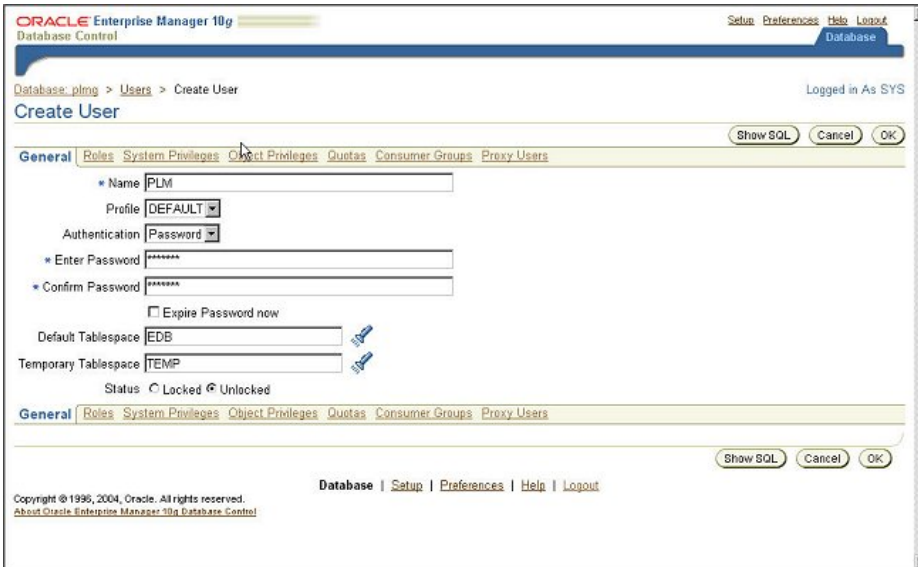 ORACLE Enterprise Manager 10g
Database Control
Setup Preferences Help Logout
Database
Database: plmg > Users > Create User
Logged in As SYS
Create User
Show SQL Cancel OK
General Roles System Privileges Object Privileges Quotas Consumer Groups Proxy Users
* Name PLM
Profile DEFAULT
Authentication Password
* Enter Password *******
* Confirm Password *******
Expire Password now
Default Tablespace EDB
Temporary Tablespace TEMP
Status Locked Unlocked
General Roles System Privileges Object Privileges Quotas Consumer Groups Proxy Users
Show SQL Cancel OK
Database | Setup | Preferences | Help | Logout
Copyright © 1996, 2004, Oracle. All rights reserved.
About Oracle Enterprise Manager 10g Database Control